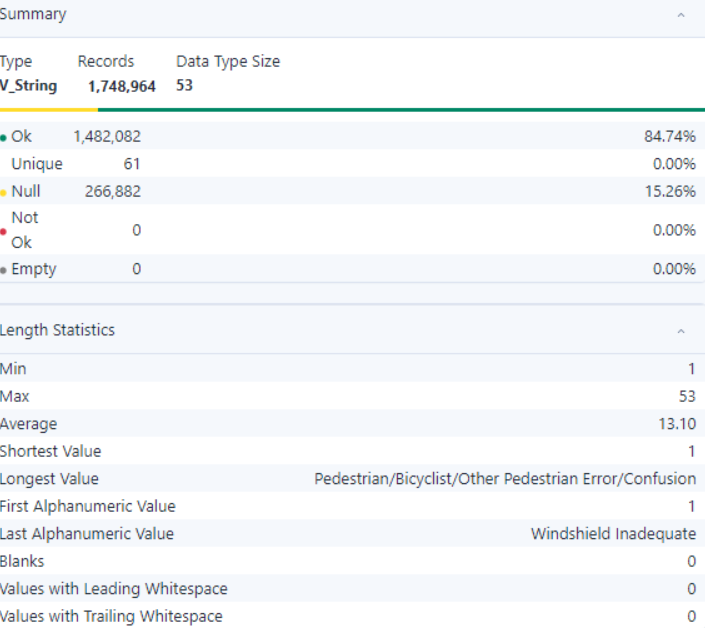 Summary
Type Records Data Type Size
V_String 1,748,964 53
Ok 1,482,082 84.74%
Unique 61 0.00%
Null 266,882 15.26%
Not
Ok 0 0.00%
Empty 0 0.00%
Length Statistics
Min 1
Max 53
Average 13.10
Shortest Value 1
Longest Value Pedestrian/Bicyclist/Other Pedestrian Error/Confusion
First Alphanumeric Value 1
Last Alphanumeric Value Windshield Inadequate
Blanks 0
Values with Leading Whitespace 0
Values with Trailing Whitespace 0